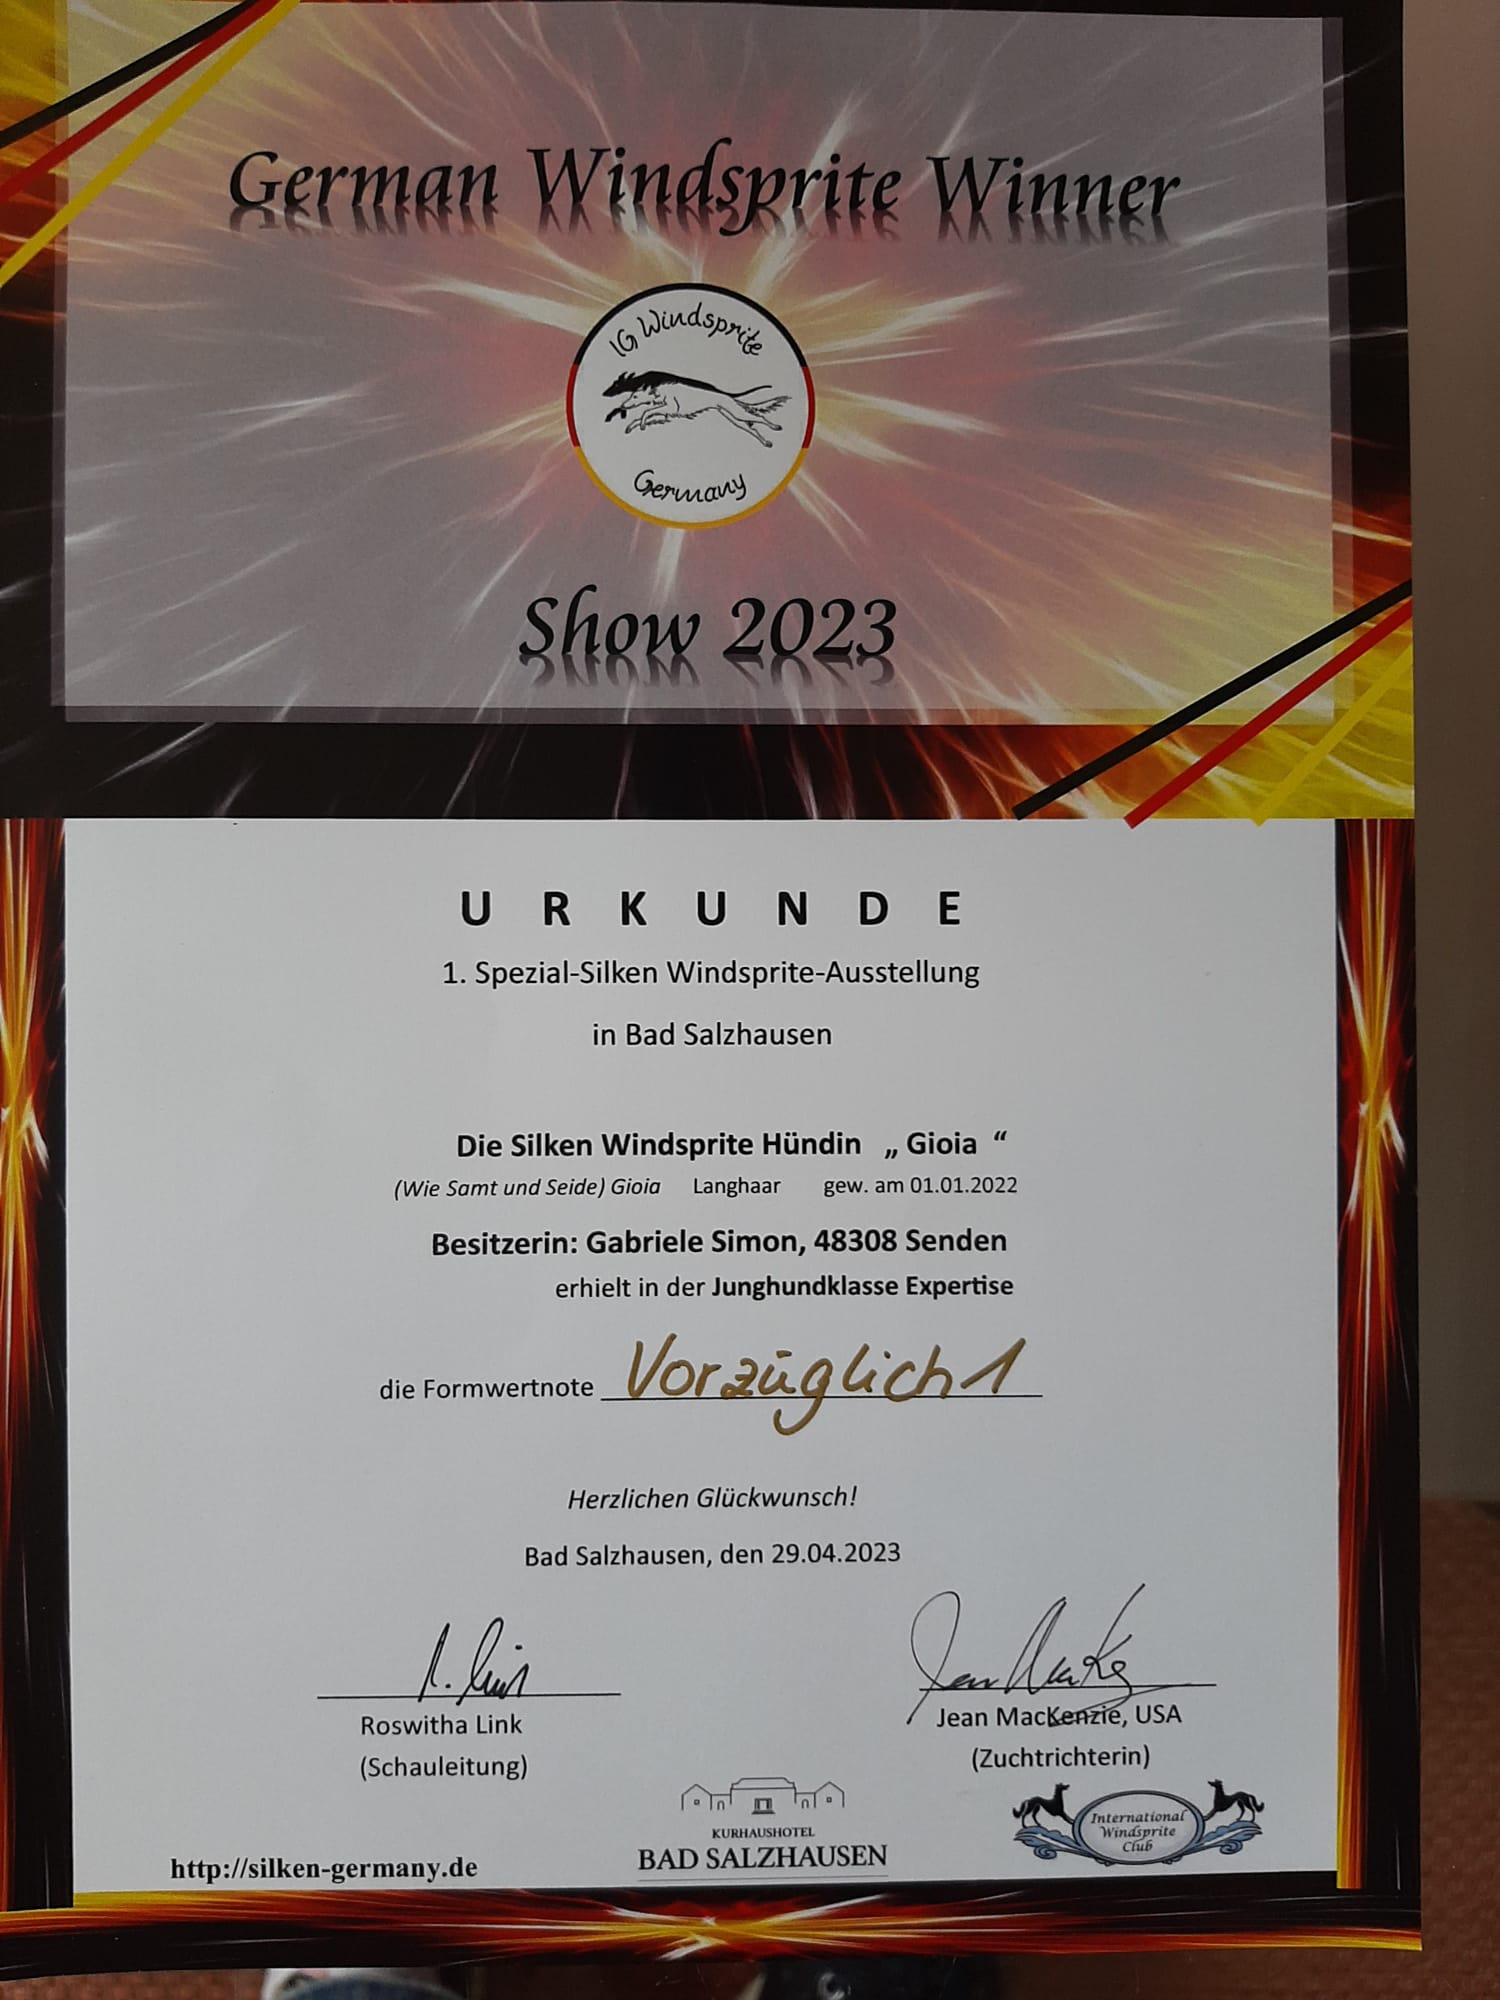 German Windsprite Winner
IG Windsprite
Germany
Show 2023
URKUNDE
1. Spezial-Silken Windsprite-Ausstellung
in Bad Salzhausen
Die Silken Windsprite Hündin „ Gioia “
(Wie Samt und Seide) Gioia Langhaar gew. am 01.01.2022
Besitzerin: Gabriele Simon, 48308 Senden
erhielt in der Junghundklasse Expertise
die Formwertnote Vorzüglich 1
Herzlichen Glückwunsch!
Bad Salzhausen, den 29.04.2023
Roswitha Link
(Schauleitung)
Jean MacKenzie, USA
(Zuchtrichterin)
http://silken-germany.de
KURHAUSHOTEL
BAD SALZHAUSEN
International
Windsprite
Club